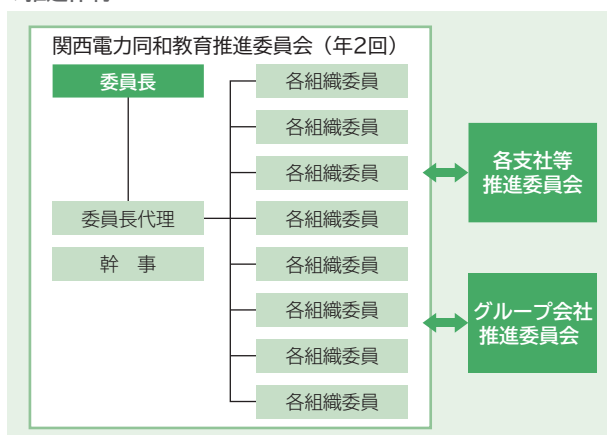 関西電力同和教育推進委員会（年2回）
委員長
委員長代理
幹　事
各組織委員
各組織委員
各組織委員
各組織委員
各組織委員
各組織委員
各組織委員
各組織委員
各支社等
推進委員会
グループ会社
推進委員会